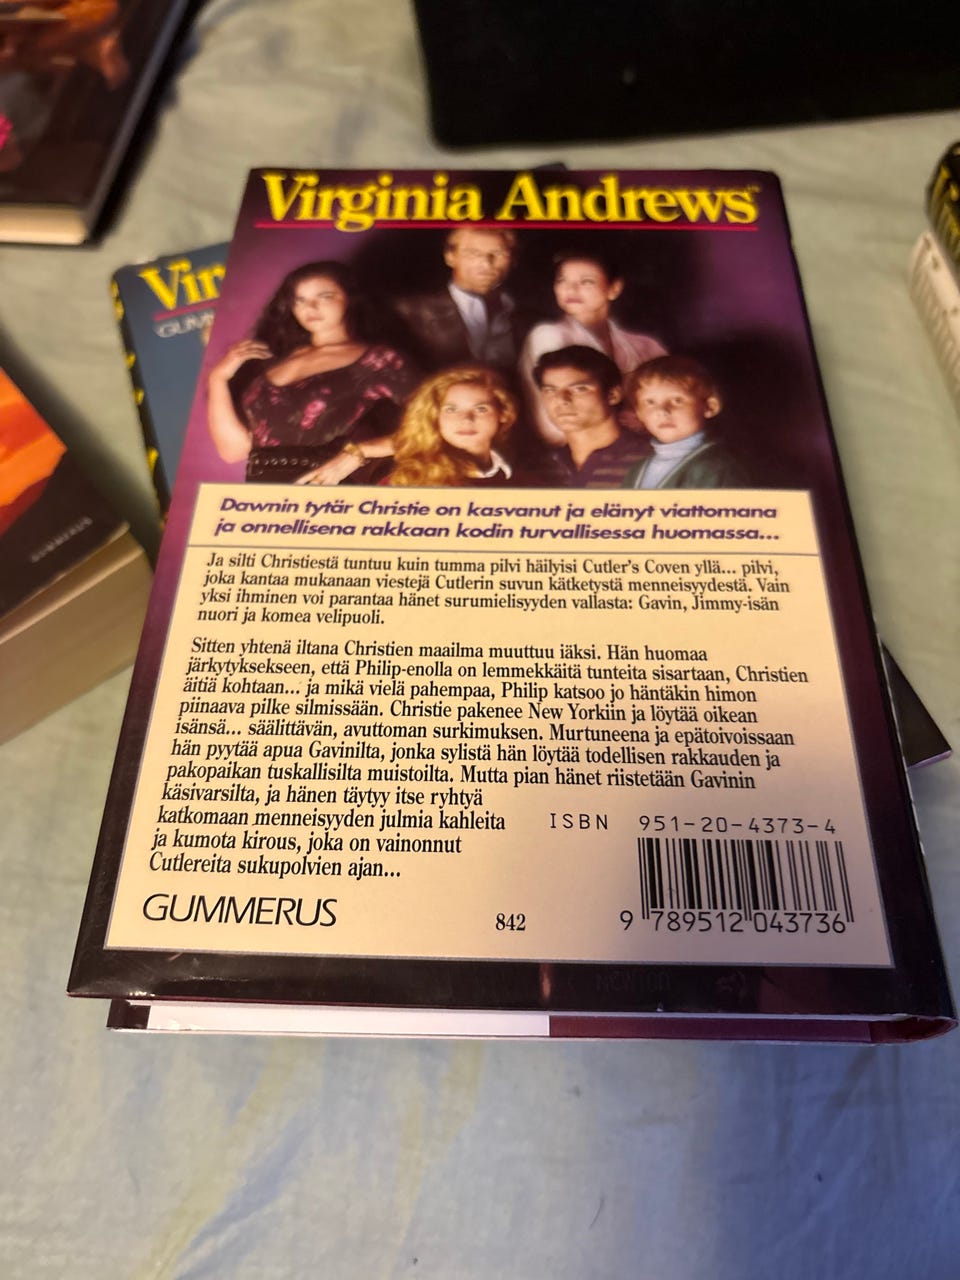 Virginia Andrews™
Vir
GUM
Dawnin tytär Christie on kasvanut ja elänyt viattomana
ja onnellisena rakkaan kodin turvallisessa huomassa...
Ja silti Christiestä tuntuu kuin tumma pilvi häilyisi Cutler's Coven yllä... pilvi,
joka kantaa mukanaan viestejä Cutlerin suvun kätketystä menneisyydestä. Vain
yksi ihminen voi parantaa hänet surumielisyyden vallasta: Gavin, Jimmy-isän
nuori ja komea velipuoli.
Sitten yhtenä iltana Christien maailma muuttuu iäksi. Hän huomaa
järkytyksekseen, että Philip-enolla on lemmekkäitä tunteita sisartaan, Christien
äitiä kohtaan... ja mikä vielä pahempaa, Philip katsoo jo häntäkin himon
piinaava pilke silmissään. Christie pakenee New Yorkiin ja löytää oikean
isänsä... säälittävän, avuttoman surkimuksen. Murtuneena ja epätoivoissaan
hän pyytää apua Gavinilta, jonka sylistä hän löytää todellisen rakkauden ja
pakopaikan tuskallisilta muistoilta. Mutta pian hänet riistetään Gavinin
käsivarsilta, ja hänen täytyy itse ryhtyä
katkomaan menneisyyden julmia kahleita
ja kumota kirous, joka on vainonnut
Cutlereita sukupolvien ajan...
ISBN 951-20-4373-4
GUMMERUS
842
9 789512 043736
GUMMERUS